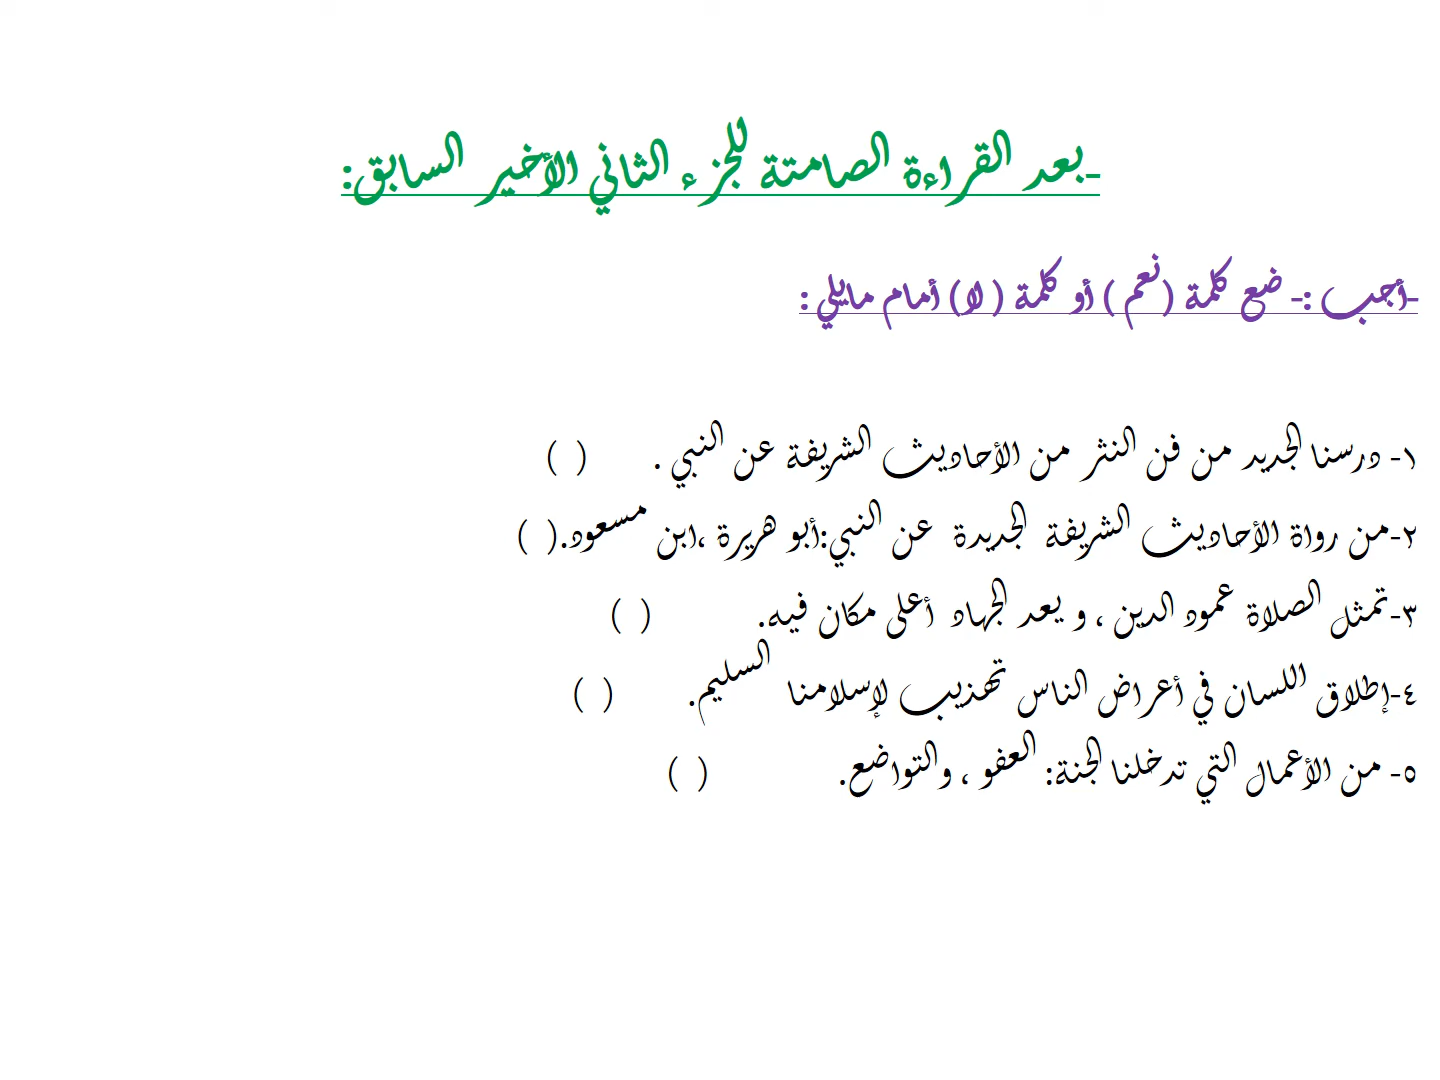 -بعد القراءة الصامتة للجزء الثاني الأخير السابق:
-أجب :- ضع كلمة (نعم ) أو كلمة ( لا) أمام مايلي :
١- درسنا الجديد من فن النثر من الأحاديث الشريفة عن النبي . ( )
٢-من رواة الأحاديث الشريفة الجديدة عن النبي:أبو هريرة ،ابن مسعود.( )
٣-تمثل الصلاة عمود الدين ، و يعد الجهاد أعلى مكان فيه. ( )
٤-إطلاق اللسان في أعراض الناس تهذيب لإسلامنا السليم. ( )
٥- من الأعمال التي تدخلنا الجنة: العفو ، والتواضع. ( )